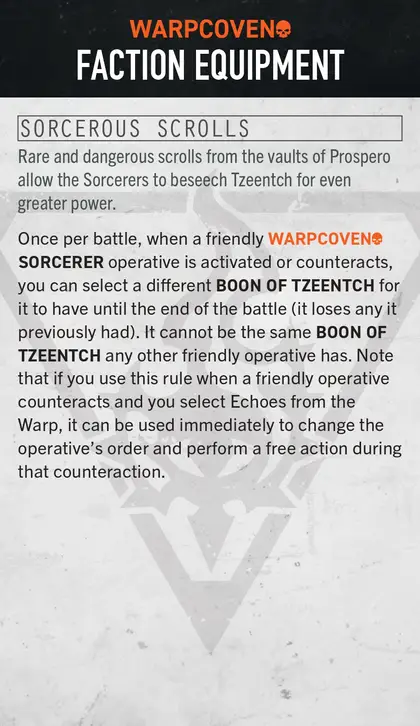 WARPCOVEN
FACTION EQUIPMENT
SORCEROUS SCROLLS
Rare and dangerous scrolls from the vaults of Prospero
allow the Sorcerers to beseech Tzeentch for even
greater power.
Once per battle, when a friendly WARPCOVEN
SORCERER operative is activated or counteracts,
you can select a different BOON OF TZEENTCH for
it to have until the end of the battle (it loses any it
previously had). It cannot be the same BOON OF
TZEENTCH any other friendly operative has. Note
that if you use this rule when a friendly operative
counteracts and you select Echoes from the
Warp, it can be used immediately to change the
operative’s order and perform a free action during
that counteraction.